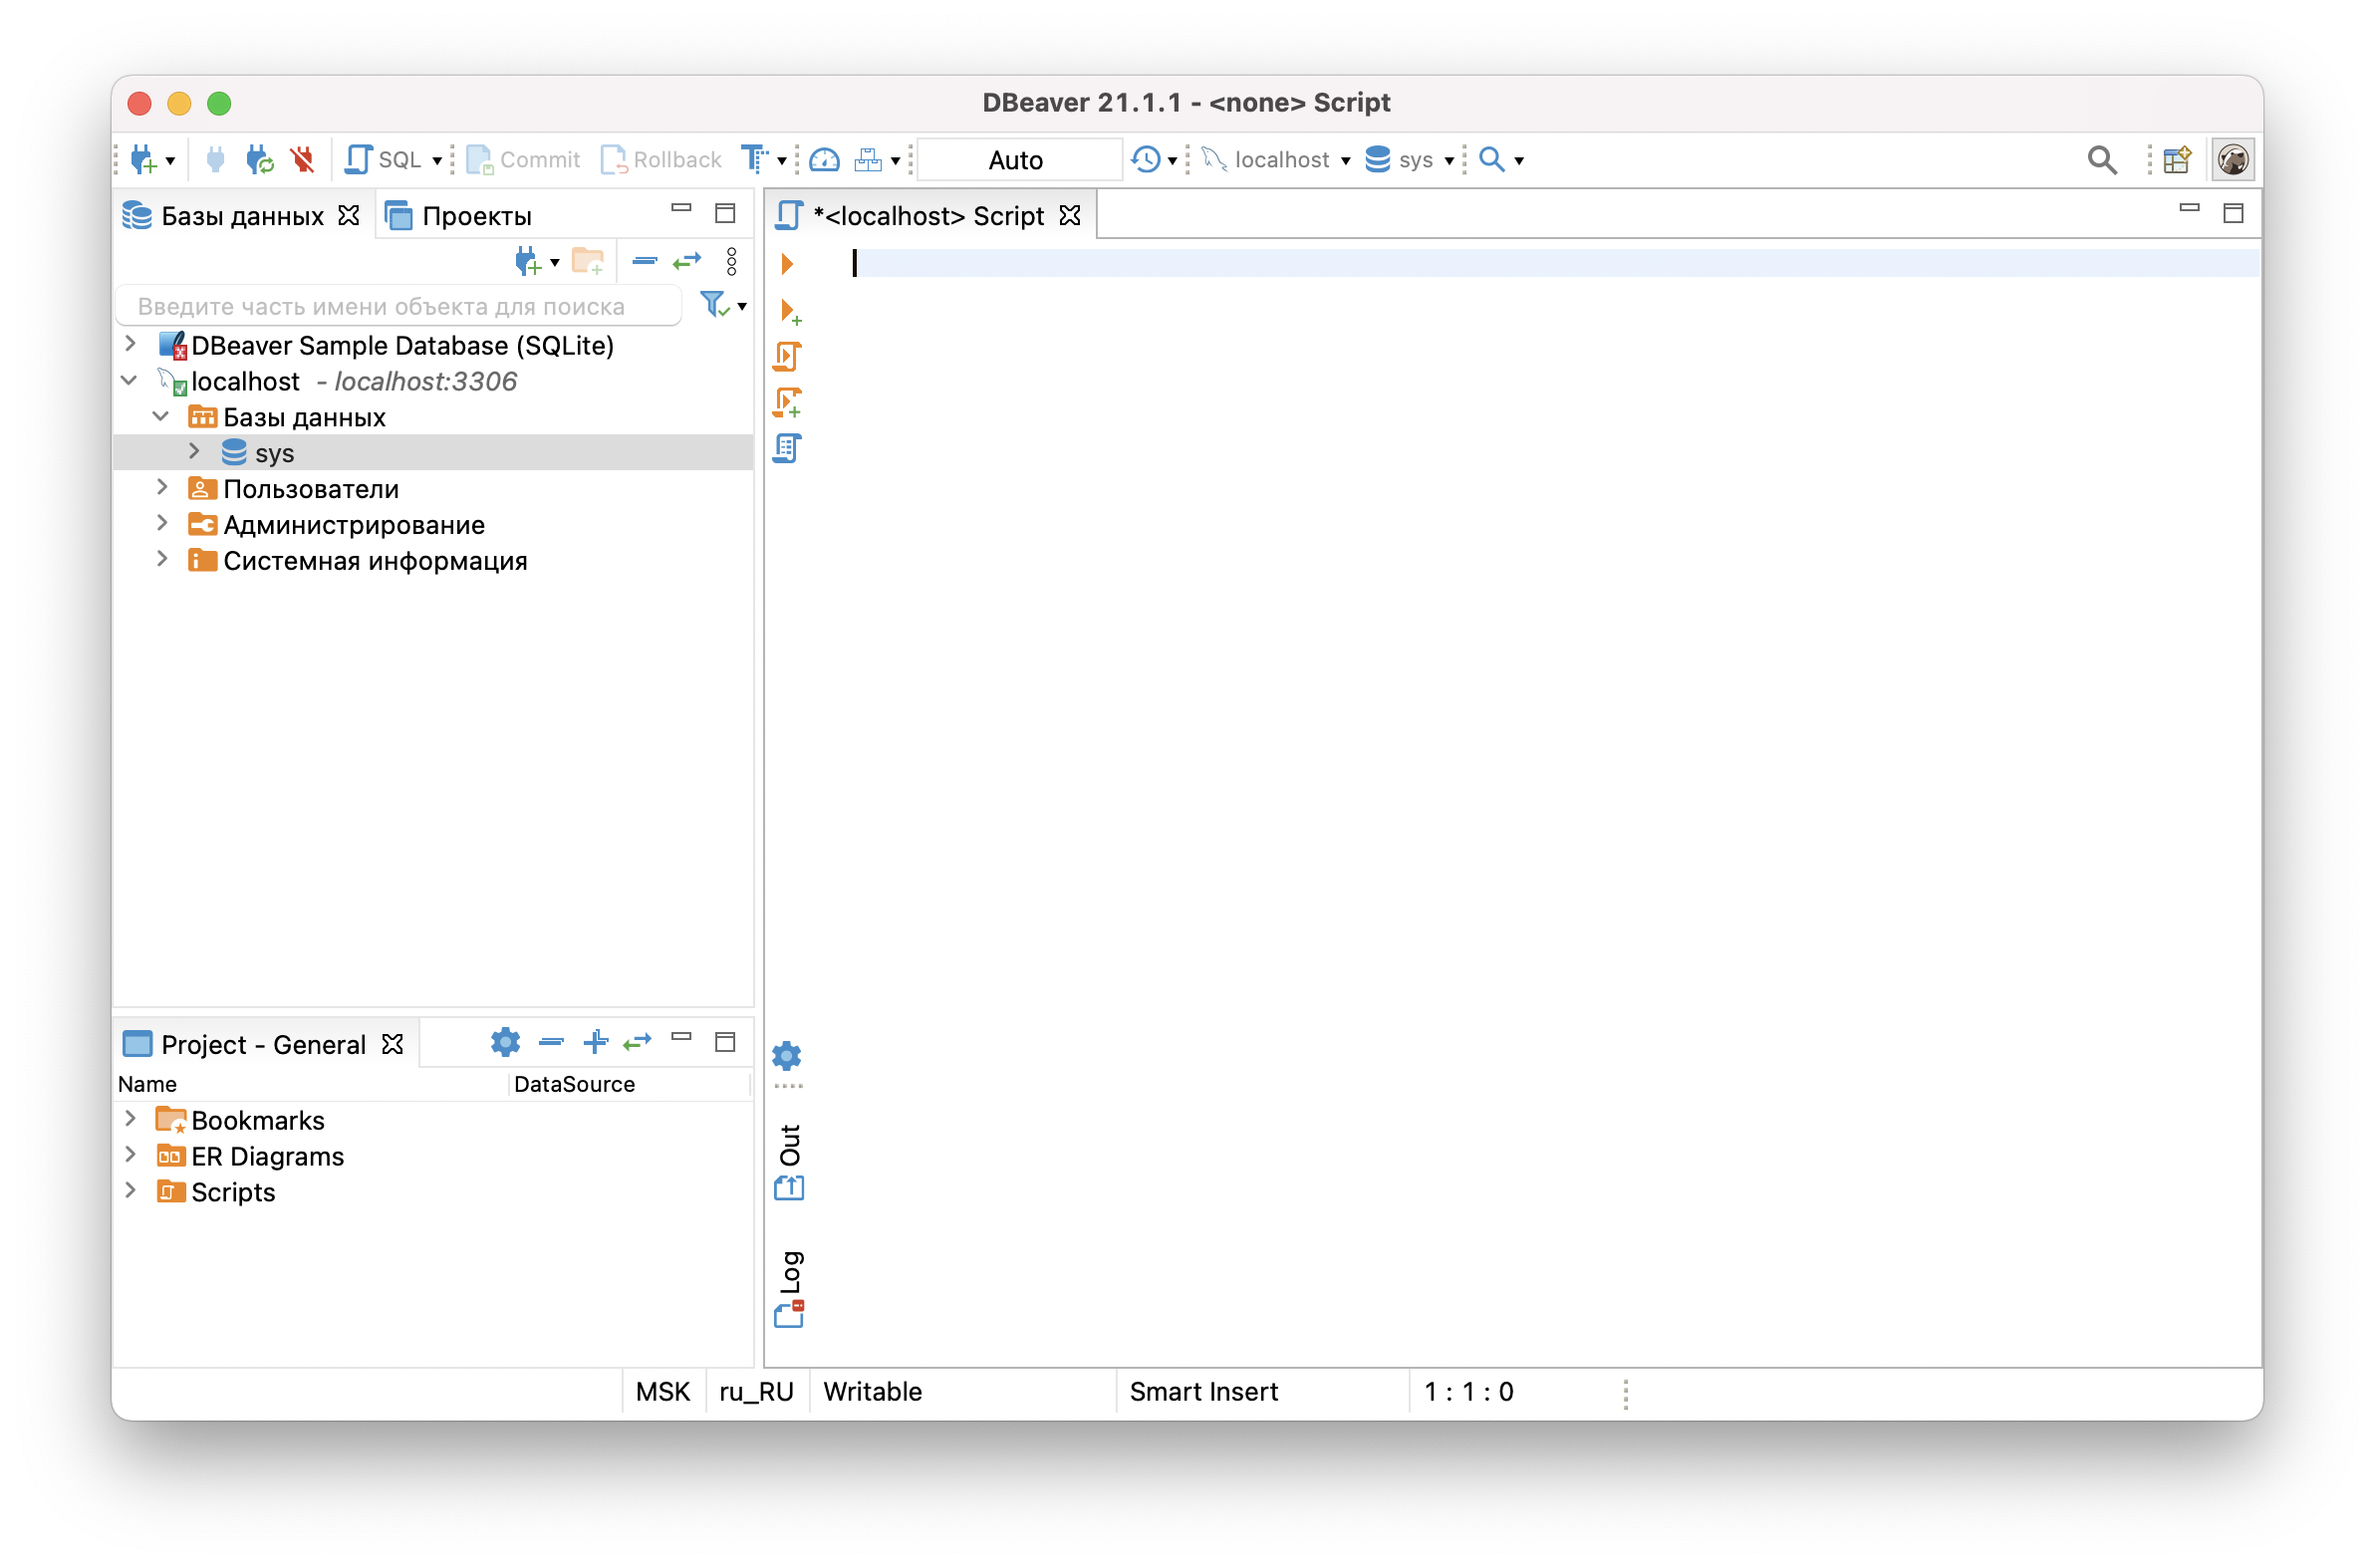 DBeaver 21.1.1 - <none> Script
SQL Commit Rollback Auto localhost sys
Базы данных Проекты
*<localhost> Script
Введите часть имени объекта для поиска
DBeaver Sample Database (SQLite)
localhost - localhost:3306
Базы данных
sys
Пользователи
Администрирование
Системная информация
Project - General
Name DataSource
Bookmarks
ER Diagrams
Scripts
Out
Log
MSK ru_RU Writable Smart Insert 1 : 1 : 0